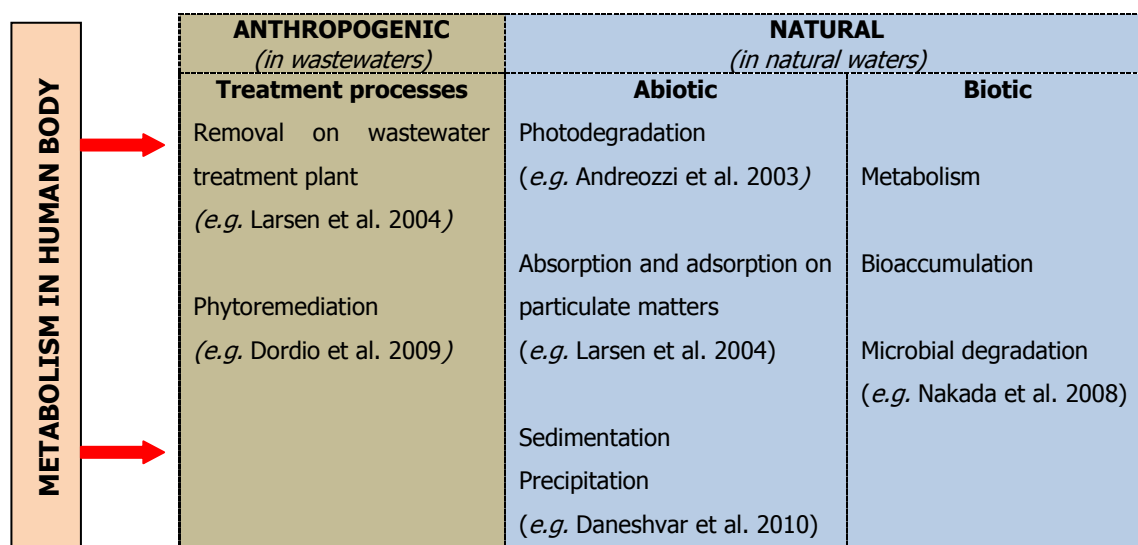 METABOLISM IN HUMAN BODY
ANTHROPOGENIC
(in wastewaters)
NATURAL
(in natural waters)
Treatment processes
Removal on wastewater
treatment plant
(e.g. Larsen et al. 2004)
Phytoremediation
(e.g. Dordio et al. 2009)
Abiotic
Photodegradation
(e.g. Andreozzi et al. 2003)
Absorption and adsorption on
particulate matters
(e.g. Larsen et al. 2004)
Sedimentation
Precipitation
(e.g. Daneshvar et al. 2010)
Biotic
Metabolism
Bioaccumulation
Microbial degradation
(e.g. Nakada et al. 2008)